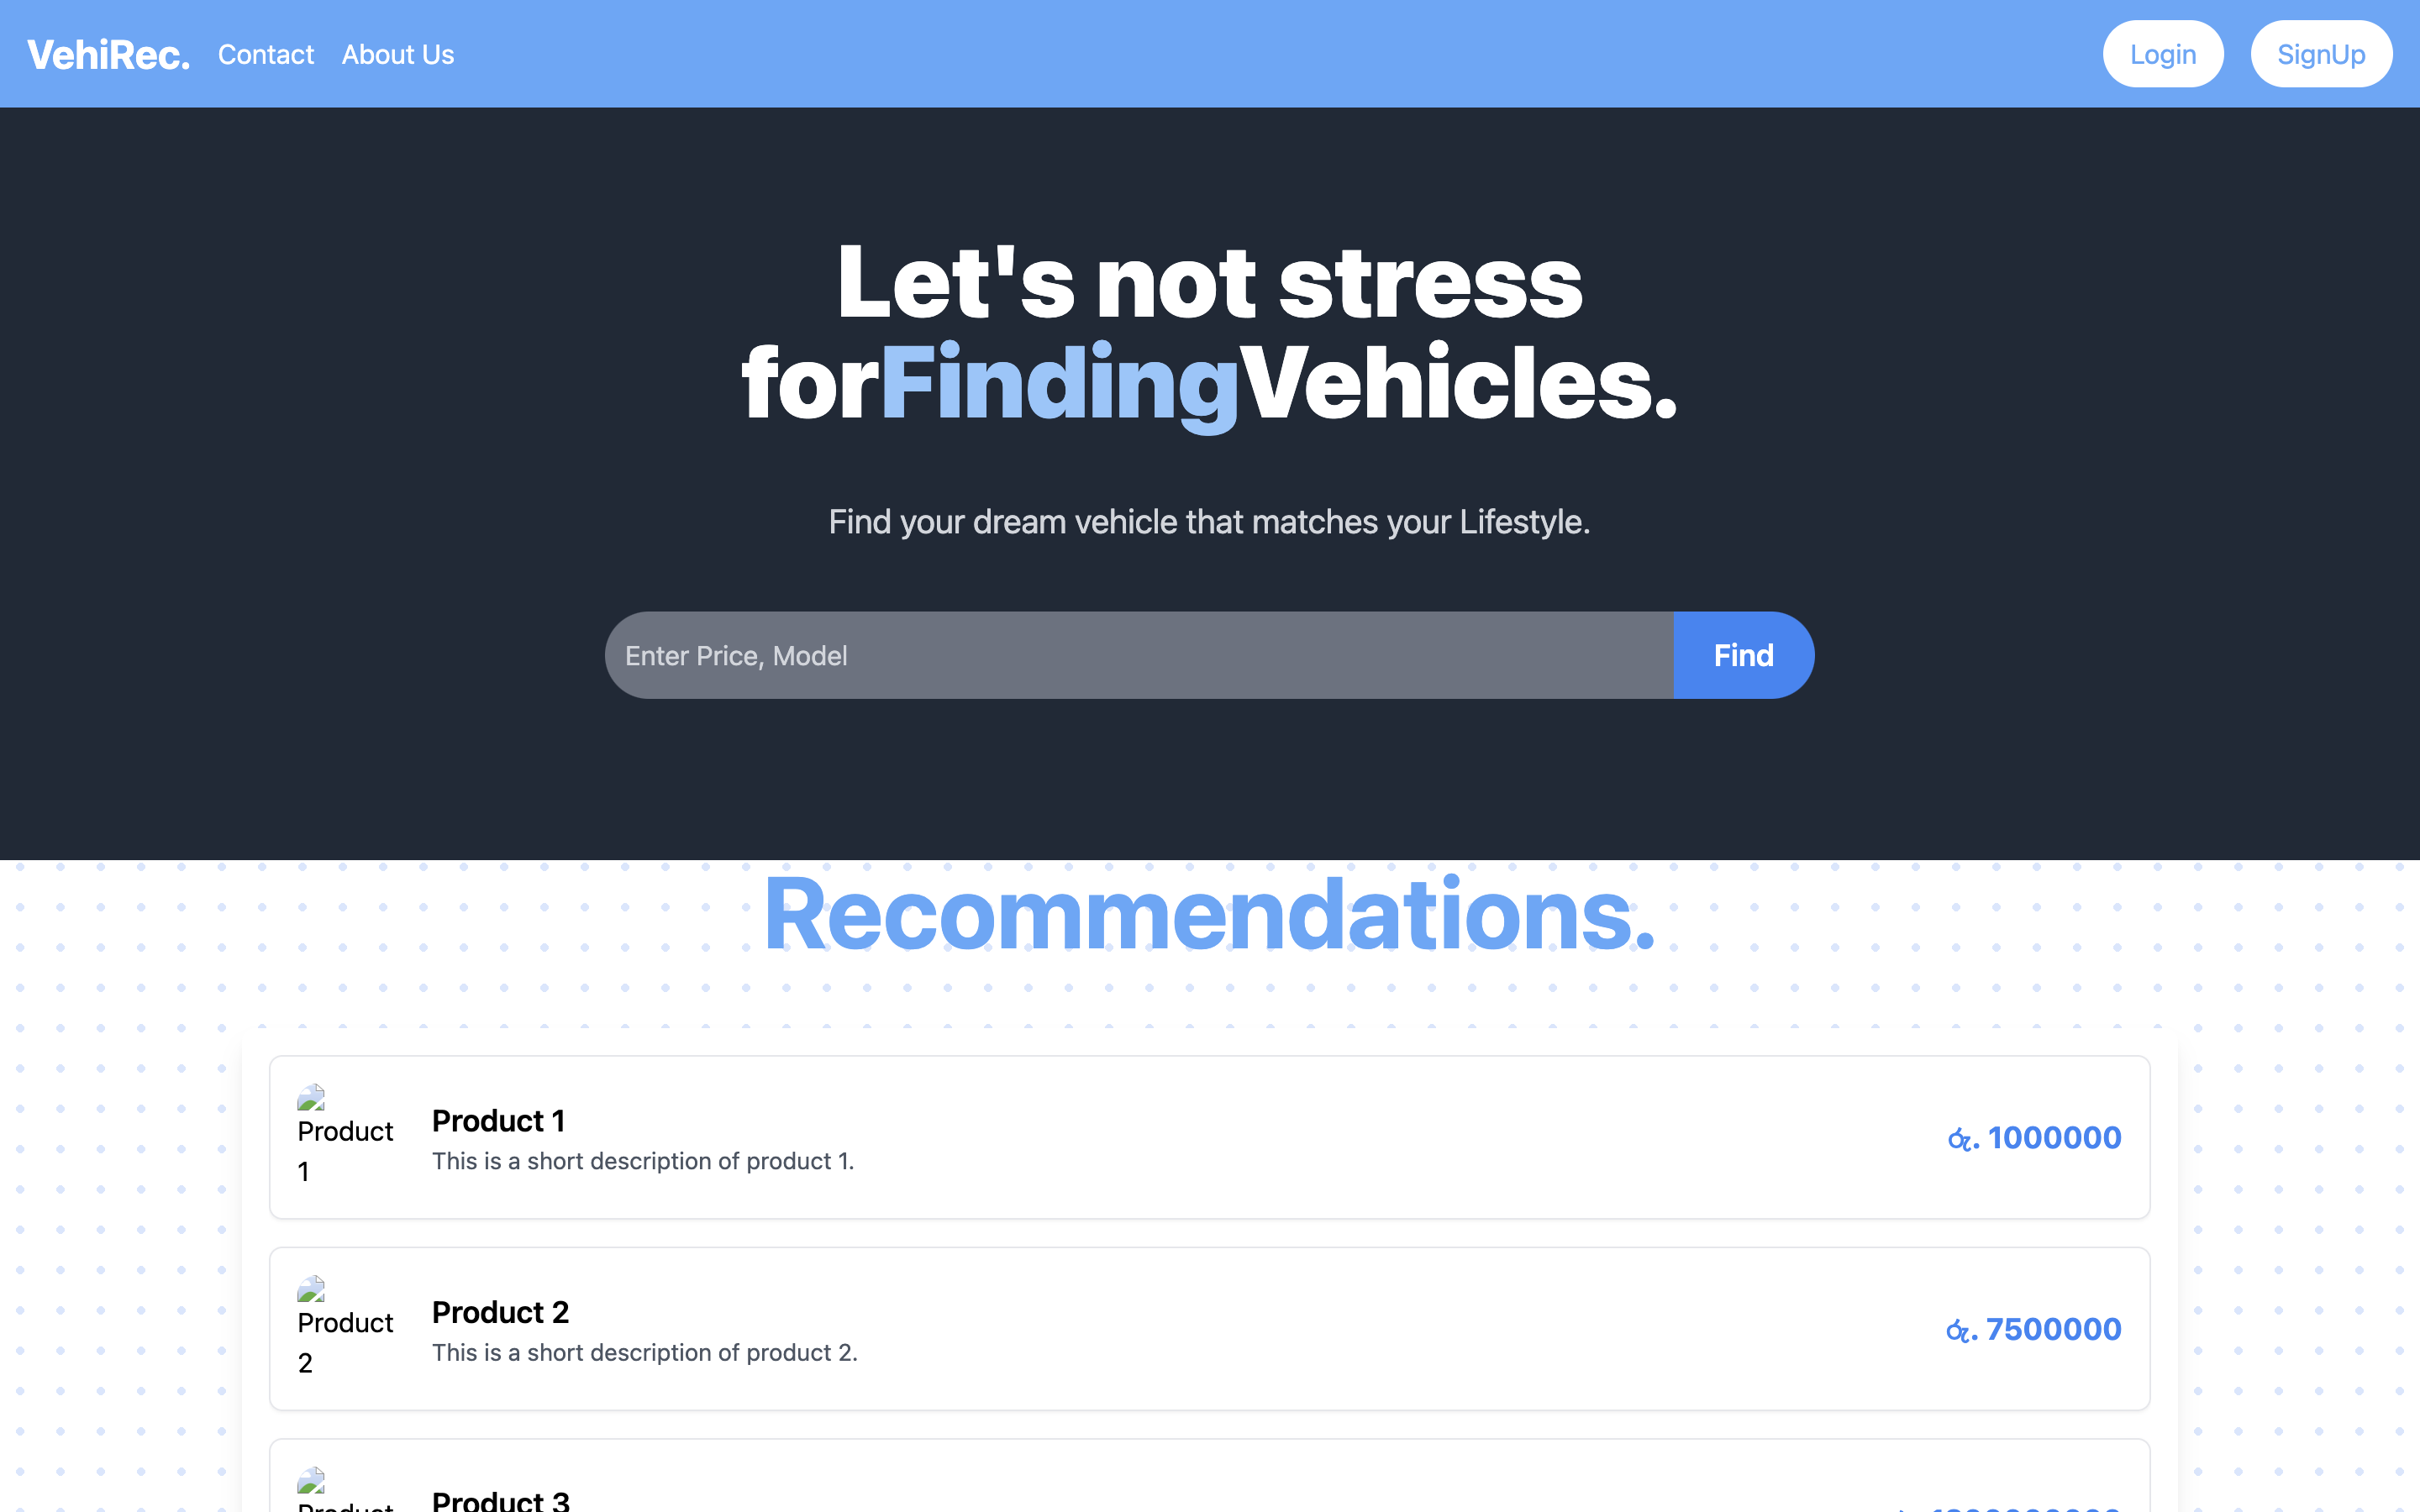 VehiRec. Contact About Us Login SignUp
Let's not stress
forFindingVehicles.
Find your dream vehicle that matches your Lifestyle.
Enter Price, Model Find
Recommendations.
Product
1
Product 1
This is a short description of product 1.
රු. 1000000
Product
2
Product 2
This is a short description of product 2.
රු. 7500000
Product
Product 3